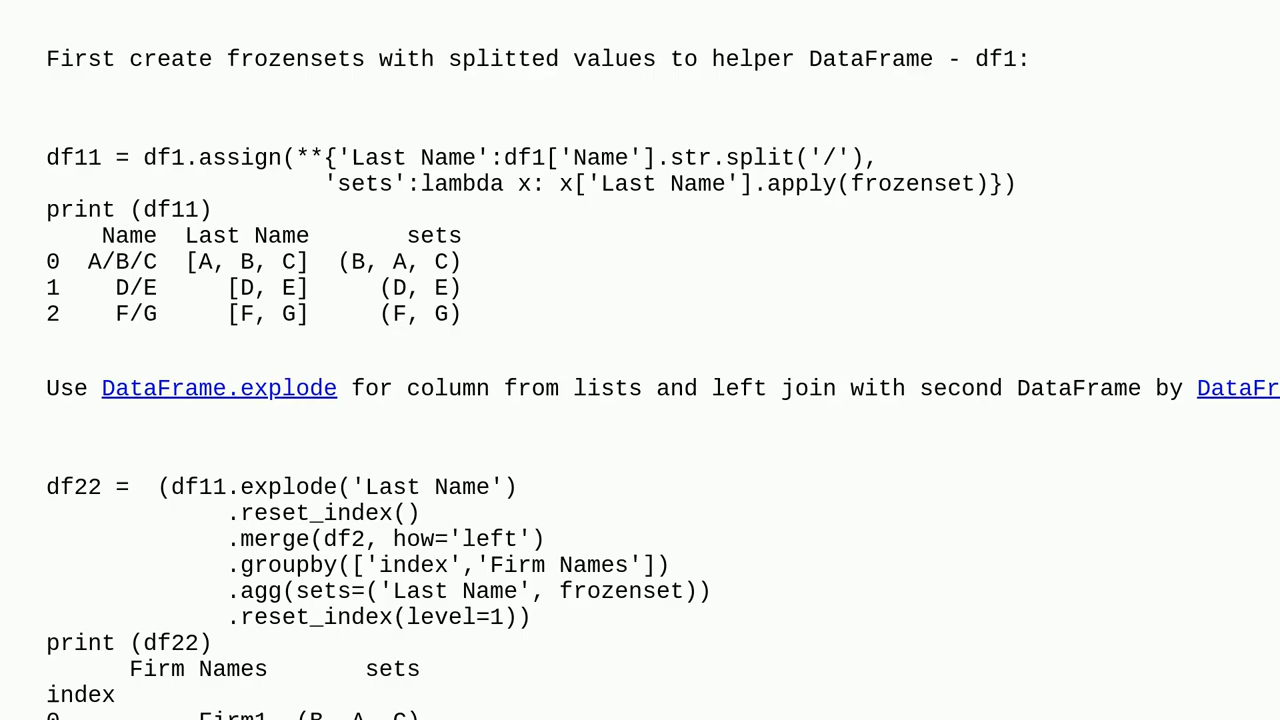 First create frozensets with splitted values to helper DataFrame - df1:
df11 = df1.assign(**{'Last Name':df1['Name'].str.split('/'),
                    'sets':lambda x: x['Last Name'].apply(frozenset)})
print (df11)
    Name  Last Name       sets
0  A/B/C  [A, B, C]  (B, A, C)
1    D/E     [D, E]     (D, E)
2    F/G     [F, G]     (F, G)
Use DataFrame.explode for column from lists and left join with second DataFrame by DataFr
df22 =  (df11.explode('Last Name')
             .reset_index()
             .merge(df2, how='left')
             .groupby(['index','Firm Names'])
             .agg(sets=('Last Name', frozenset))
             .reset_index(level=1))
print (df22)
      Firm Names       sets
index
0          Firm1  (B, A, C)